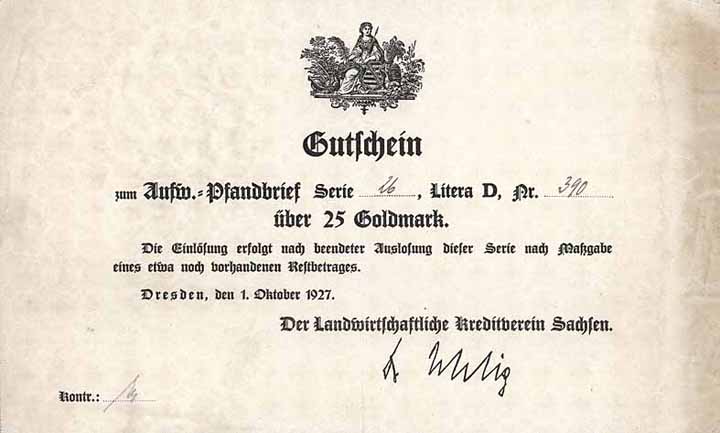 Gutschein
zum Aufw.-Pfandbrief Serie 26, Litera D, Nr. 390
über 25 Goldmark.
Die Einlösung erfolgt nach beendeter Auslosung dieser Serie nach Maßgabe
eines etwa noch vorhandenen Restbetrages.
Dresden, den 1. Oktober 1927.
Der Landwirtschaftliche Kreditverein Sachsen.
Kontr.: